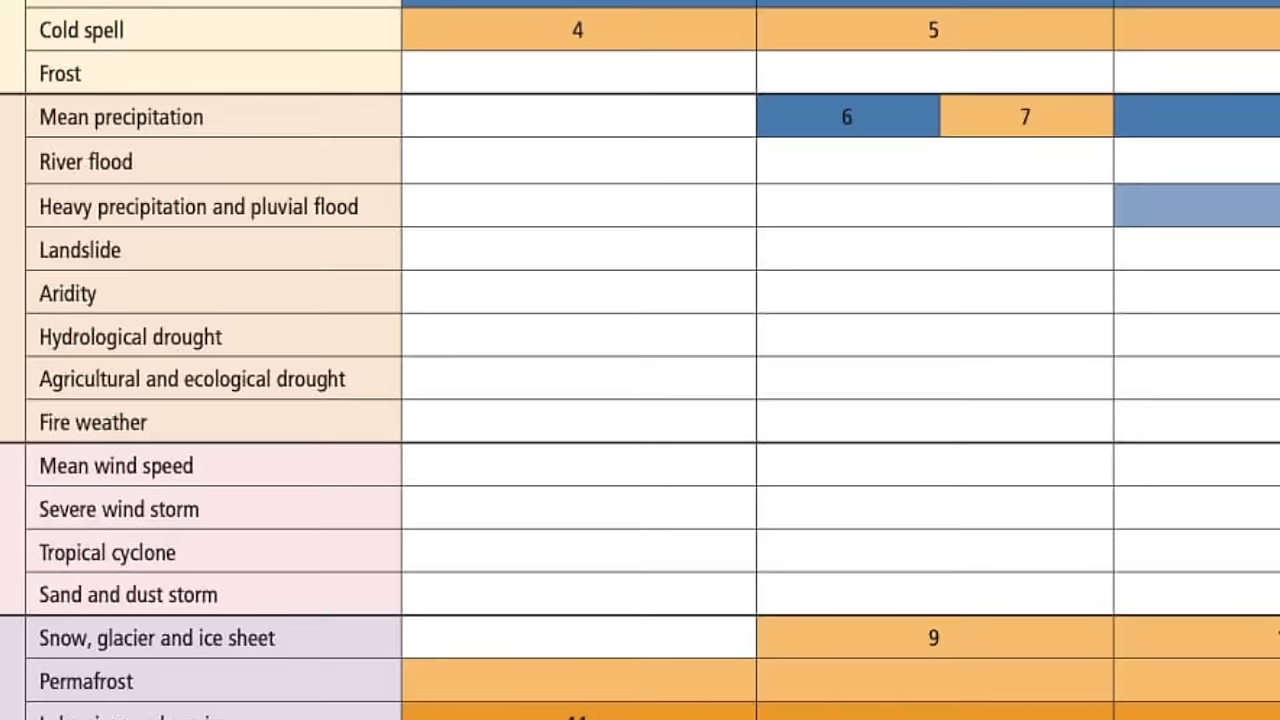 Cold spell 4 5
Frost
Mean precipitation 6 7
River flood
Heavy precipitation and pluvial flood
Landslide
Aridity
Hydrological drought
Agricultural and ecological drought
Fire weather
Mean wind speed
Severe wind storm
Tropical cyclone
Sand and dust storm
Snow, glacier and ice sheet 9
Permafrost